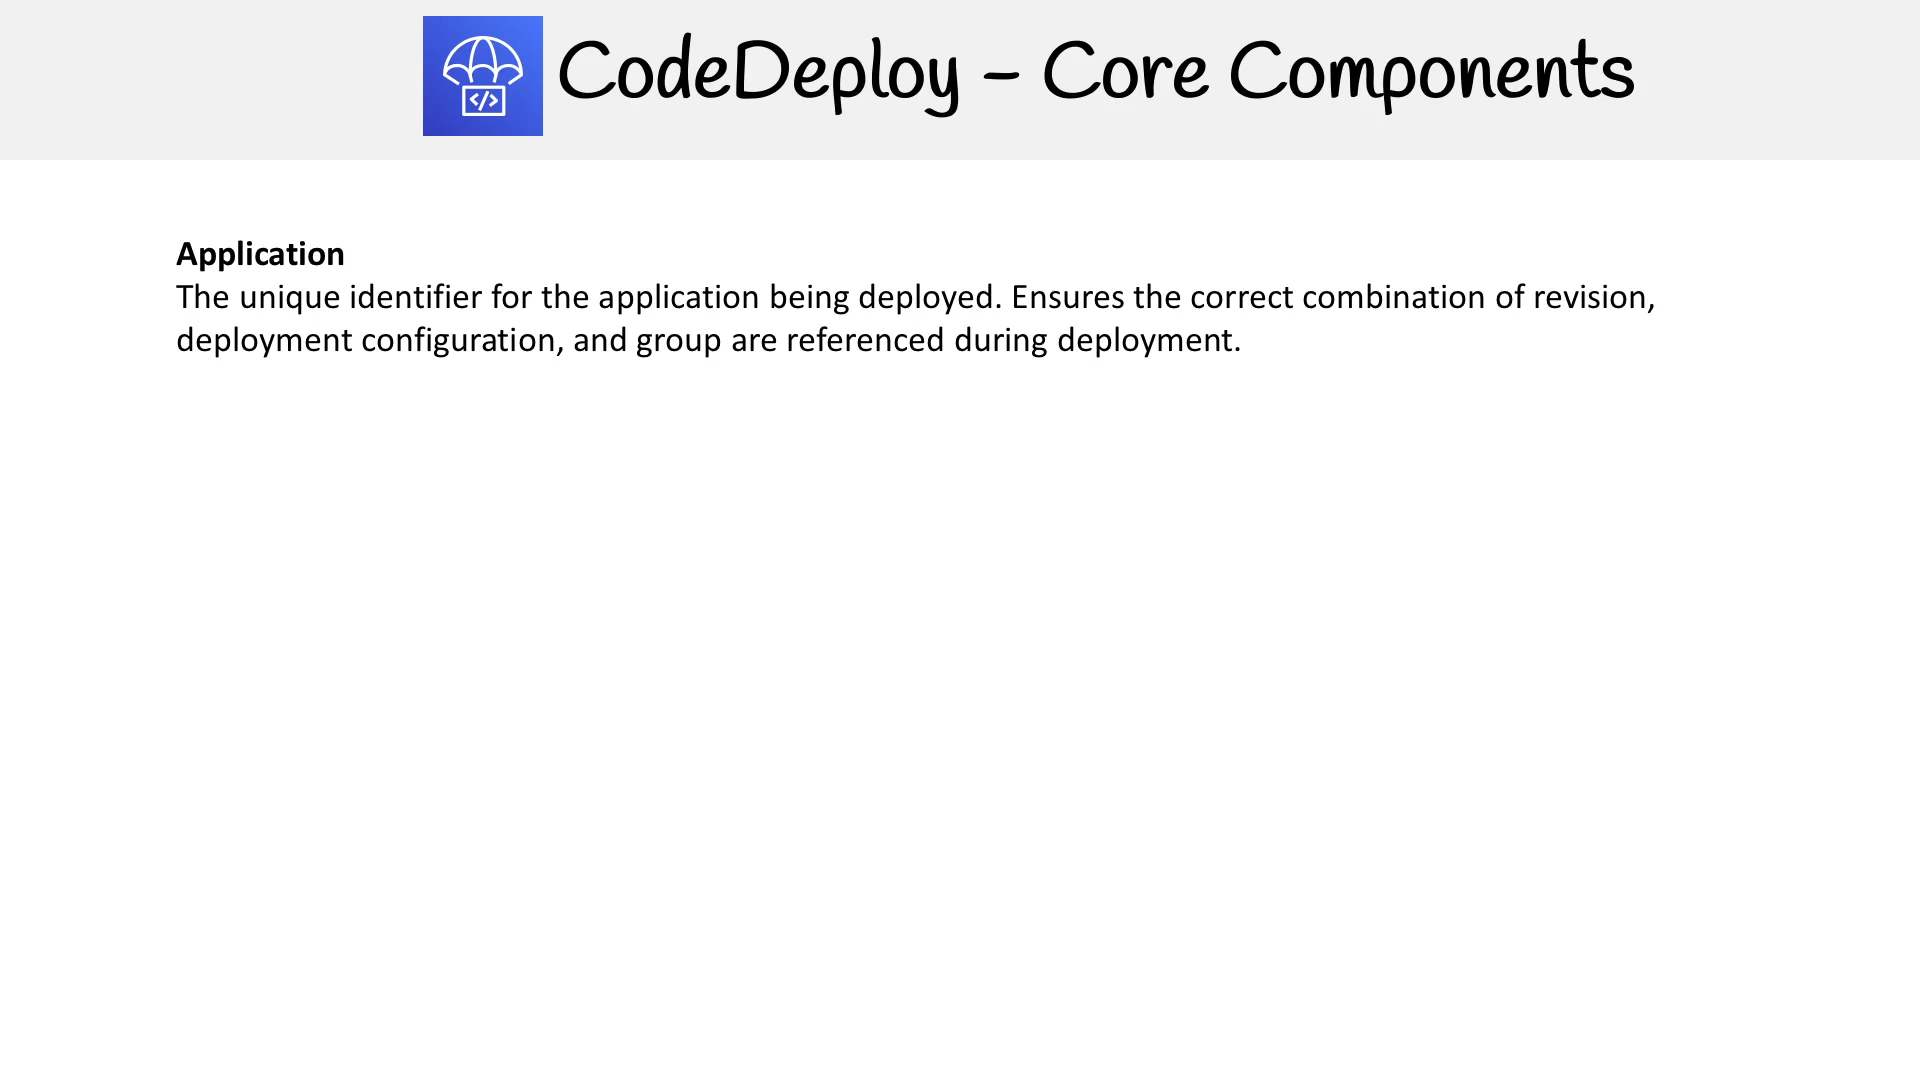 CodeDeploy - Core Components
Application
The unique identifier for the application being deployed. Ensures the correct combination of revision,
deployment configuration, and group are referenced during deployment.